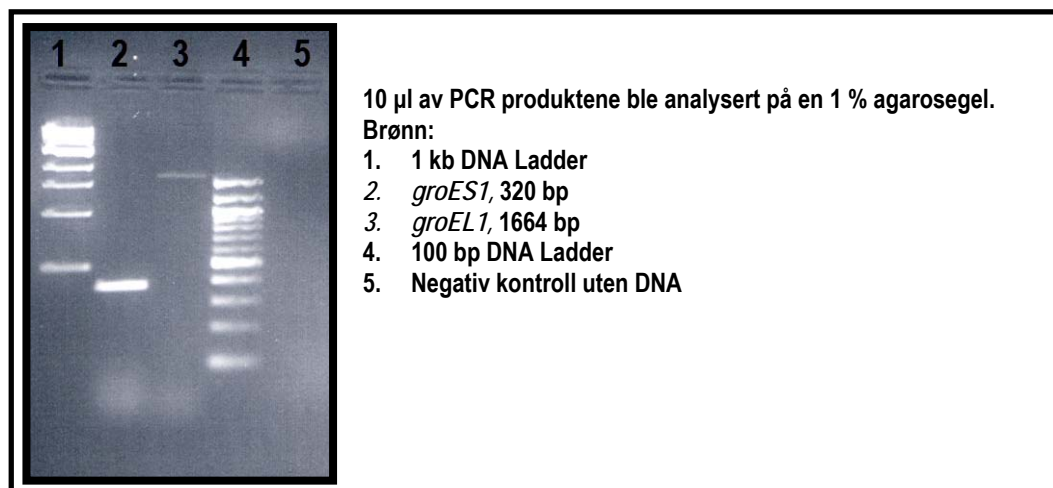 1 2. 3 4 5
10 µl av PCR produktene ble analysert på en 1 % agarosegel.
Brønn:
1. 1 kb DNA Ladder
2. groES1, 320 bp
3. groEL1, 1664 bp
4. 100 bp DNA Ladder
5. Negativ kontroll uten DNA